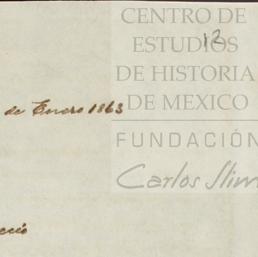 CENTRO DE
ESTUDIOS
12
DE HISTORIA
DE MEXICO
de Enero 1863
FUNDACIÓN
Carlos Slim